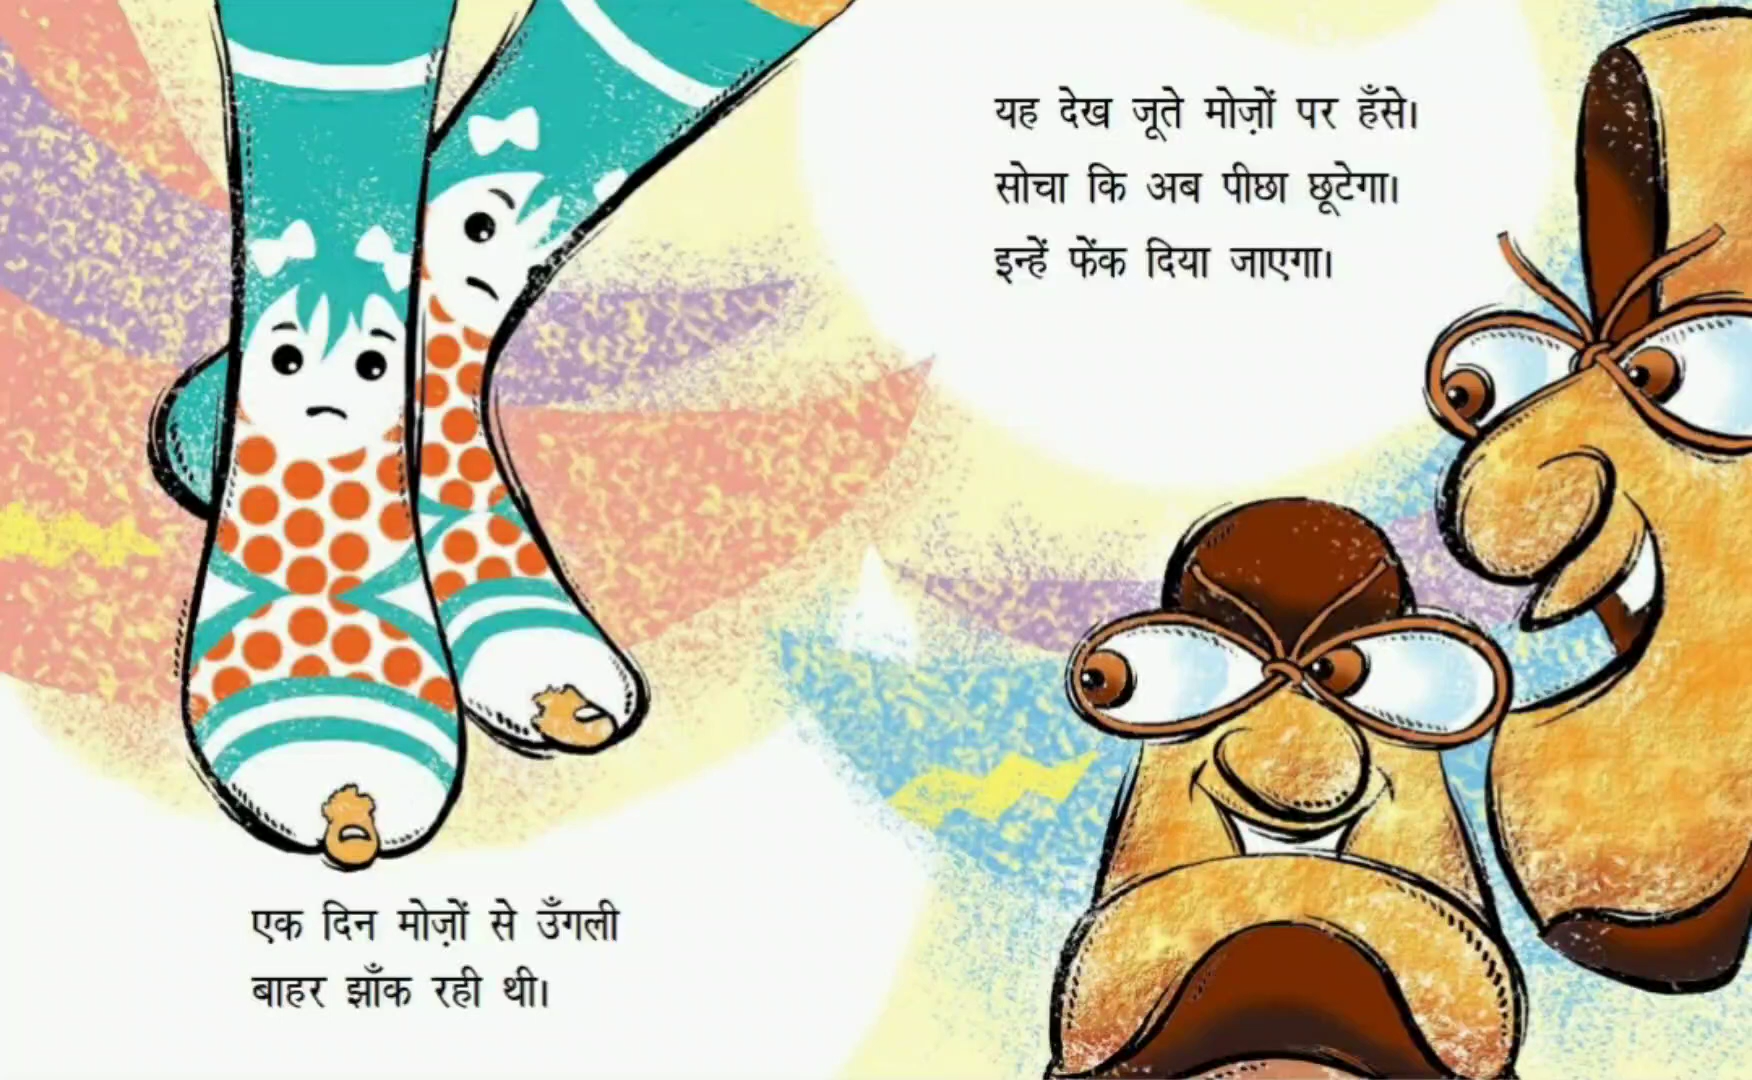 एक दिन मोज़ों से उँगली
बाहर झाँक रही थी।
यह देख जूते मोज़ों पर हँसे।
सोचा कि अब पीछा छूटेगा।
इन्हें फेंक दिया जाएगा।